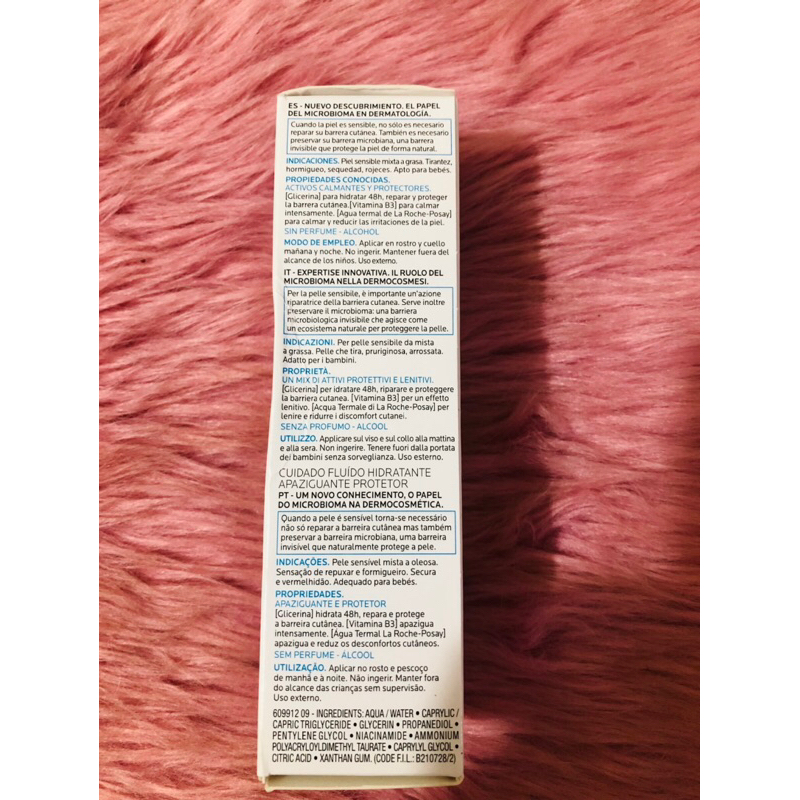 ES - NUEVO DESCUBRIMIENTO. EL PAPEL
DEL MICROBIOMA EN DERMATOLOGÍA.
Cuando la piel es sensible, no sólo es necesario
reparar su barrera cutánea. También es necesario
preservar su barrera microbiana, una barrera
invisible que protege la piel de forma natural.
INDICACIONES. Piel sensible mixta a grasa. Tirantez,
hormigueo, sequedad, rojeces. Apto para bebés.
PROPIEDADES CONOCIDAS.
ACTIVOS CALMANTES Y PROTECTORES.
[Glicerina] para hidratar 48h, reparar y proteger
la barrera cutánea.[Vitamina B3] para calmar
intensamente. [Agua termal de La Roche-Posay]
para calmar y reducir las irritaciones de la piel.
SIN PERFUME - ALCOHOL
MODO DE EMPLEO. Aplicar en rostro y cuello
mañana y noche. No ingerir. Mantener fuera del
alcance de los niños. Uso externo.
IT - EXPERTISE INNOVATIVA. IL RUOLO DEL
MICROBIOMA NELLA DERMOCOSMESI.
Per la pelle sensibile, è importante un'azione
riparatrice della barriera cutanea. Serve inoltre
preservare il microbioma: una barriera
microbiologica invisibile che agisce come
un ecosistema naturale per proteggere la pelle.
INDICAZIONI. Per pelle sensibile da mista
a grassa. Pelle che tira, pruriginosa, arrossata.
Adatto per i bambini.
PROPRIETÀ.
UN MIX DI ATTIVI PROTETTIVI E LENITIVI.
[Glicerina] per idratare 48h, riparare e proteggere
la barriera cutanea. [Vitamina B3] per un effetto
lenitivo. [Acqua Termale di La Roche-Posay] per
lenire e ridurre i discomfort cutanei.
SENZA PROFUMO - ALCOOL
UTILIZZO. Applicare sul viso e sul collo alla mattina
e alla sera. Non ingerire. Tenere fuori dalla portata
dei bambini senza sorveglianza. Uso esterno.
CUIDADO FLUÍDO HIDRATANTE
APAZIGUANTE PROTETOR
PT - UM NOVO CONHECIMENTO, O PAPEL
DO MICROBIOMA NA DERMOCOSMÉTICA.
Quando a pele é sensível torna-se necessário
não só reparar a barreira cutânea mas também
preservar a barreira microbiana, uma barreira
invisível que naturalmente protege a pele.
INDICAÇÕES. Pele sensível mista a oleosa.
Sensação de repuxar e formigueiro. Secura
e vermelhidão. Adequado para bebés.
PROPRIEDADES.
APAZIGUANTE E PROTETOR
[Glicerina] hidrata 48h, repara e protege
a barreira cutânea. [Vitamina B3] apazigua
intensamente. [Agua Termal La Roche-Posay]
apazigua e reduz os desconfortos cutâneos.
SEM PERFUME - ALCOOL
UTILIZAÇÃO. Aplicar no rosto e pescoço
de manhã e à noite. Não ingerir. Manter fora
do alcance das crianças sem supervisão.
Uso externo.
609912 09 - INGREDIENTS: AQUA / WATER • CAPRYLIC /
CAPRIC TRIGLYCERIDE • GLYCERIN • PROPANEDIOL •
PENTYLENE GLYCOL • NIACINAMIDE • AMMONIUM
POLYACRYLOYLDIMETHYL TAURATE • CAPRYLYL GLYCOL •
CITRIC ACID • XANTHAN GUM. (CODE F.I.L.: B210728/2)